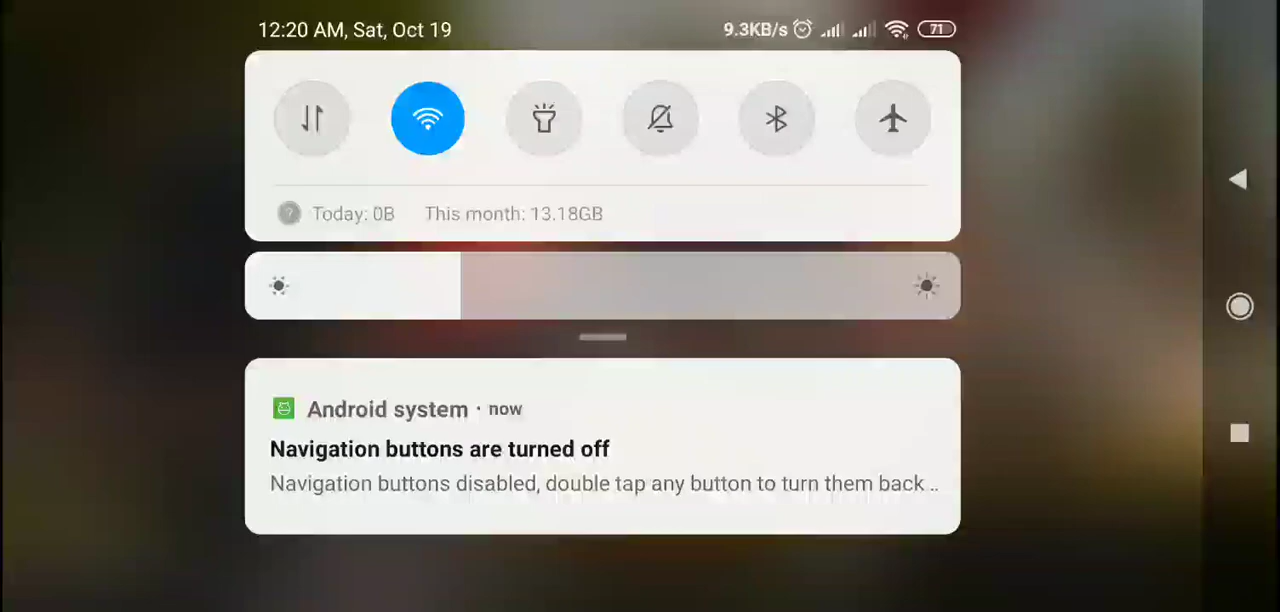 12:20 AM, Sat, Oct 19 9.3KB/s 71
? Today: 0B This month: 13.18GB
Android system · now
Navigation buttons are turned off
Navigation buttons disabled, double tap any button to turn them back ..